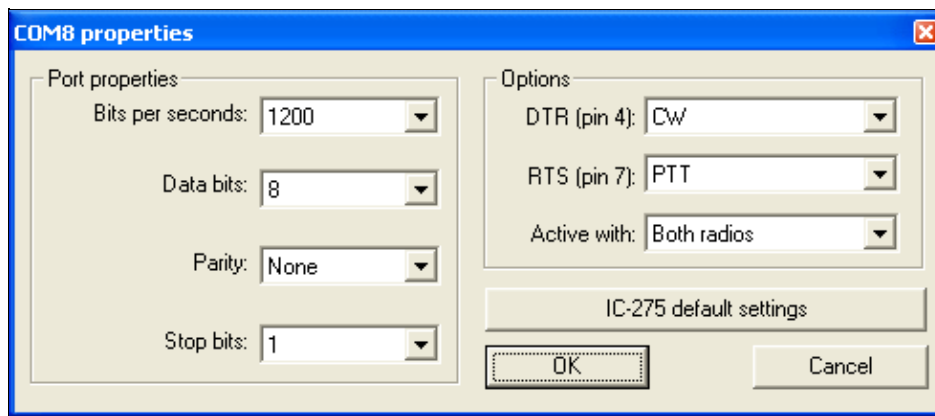 COM8 properties
Port properties
Bits per seconds: 1200
Data bits: 8
Parity: None
Stop bits: 1
Options
DTR (pin 4): CW
RTS (pin 7): PTT
Active with: Both radios
IC-275 default settings
OK Cancel